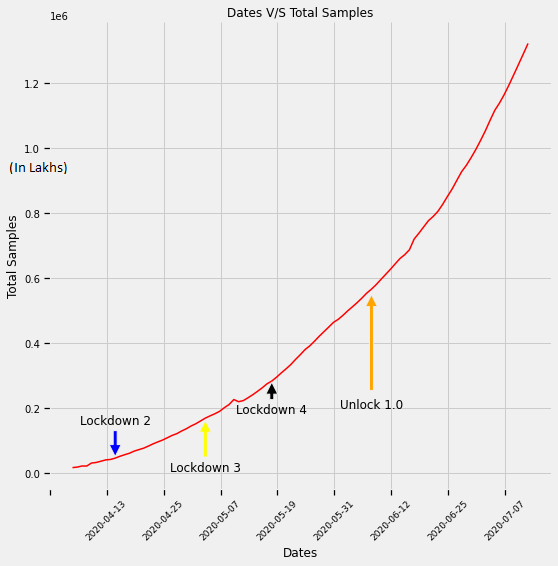 Dates V/S Total Samples
1e6
1.2
1.0
(In Lakhs)
0.8
Total Samples
0.6
0.4
Unlock 1.0
Lockdown 4
0.2
Lockdown 2
Lockdown 3
0.0
2020-04-13
2020-04-25
2020-05-07
2020-05-19
2020-05-31
2020-06-12
2020-06-25
2020-07-07
Dates